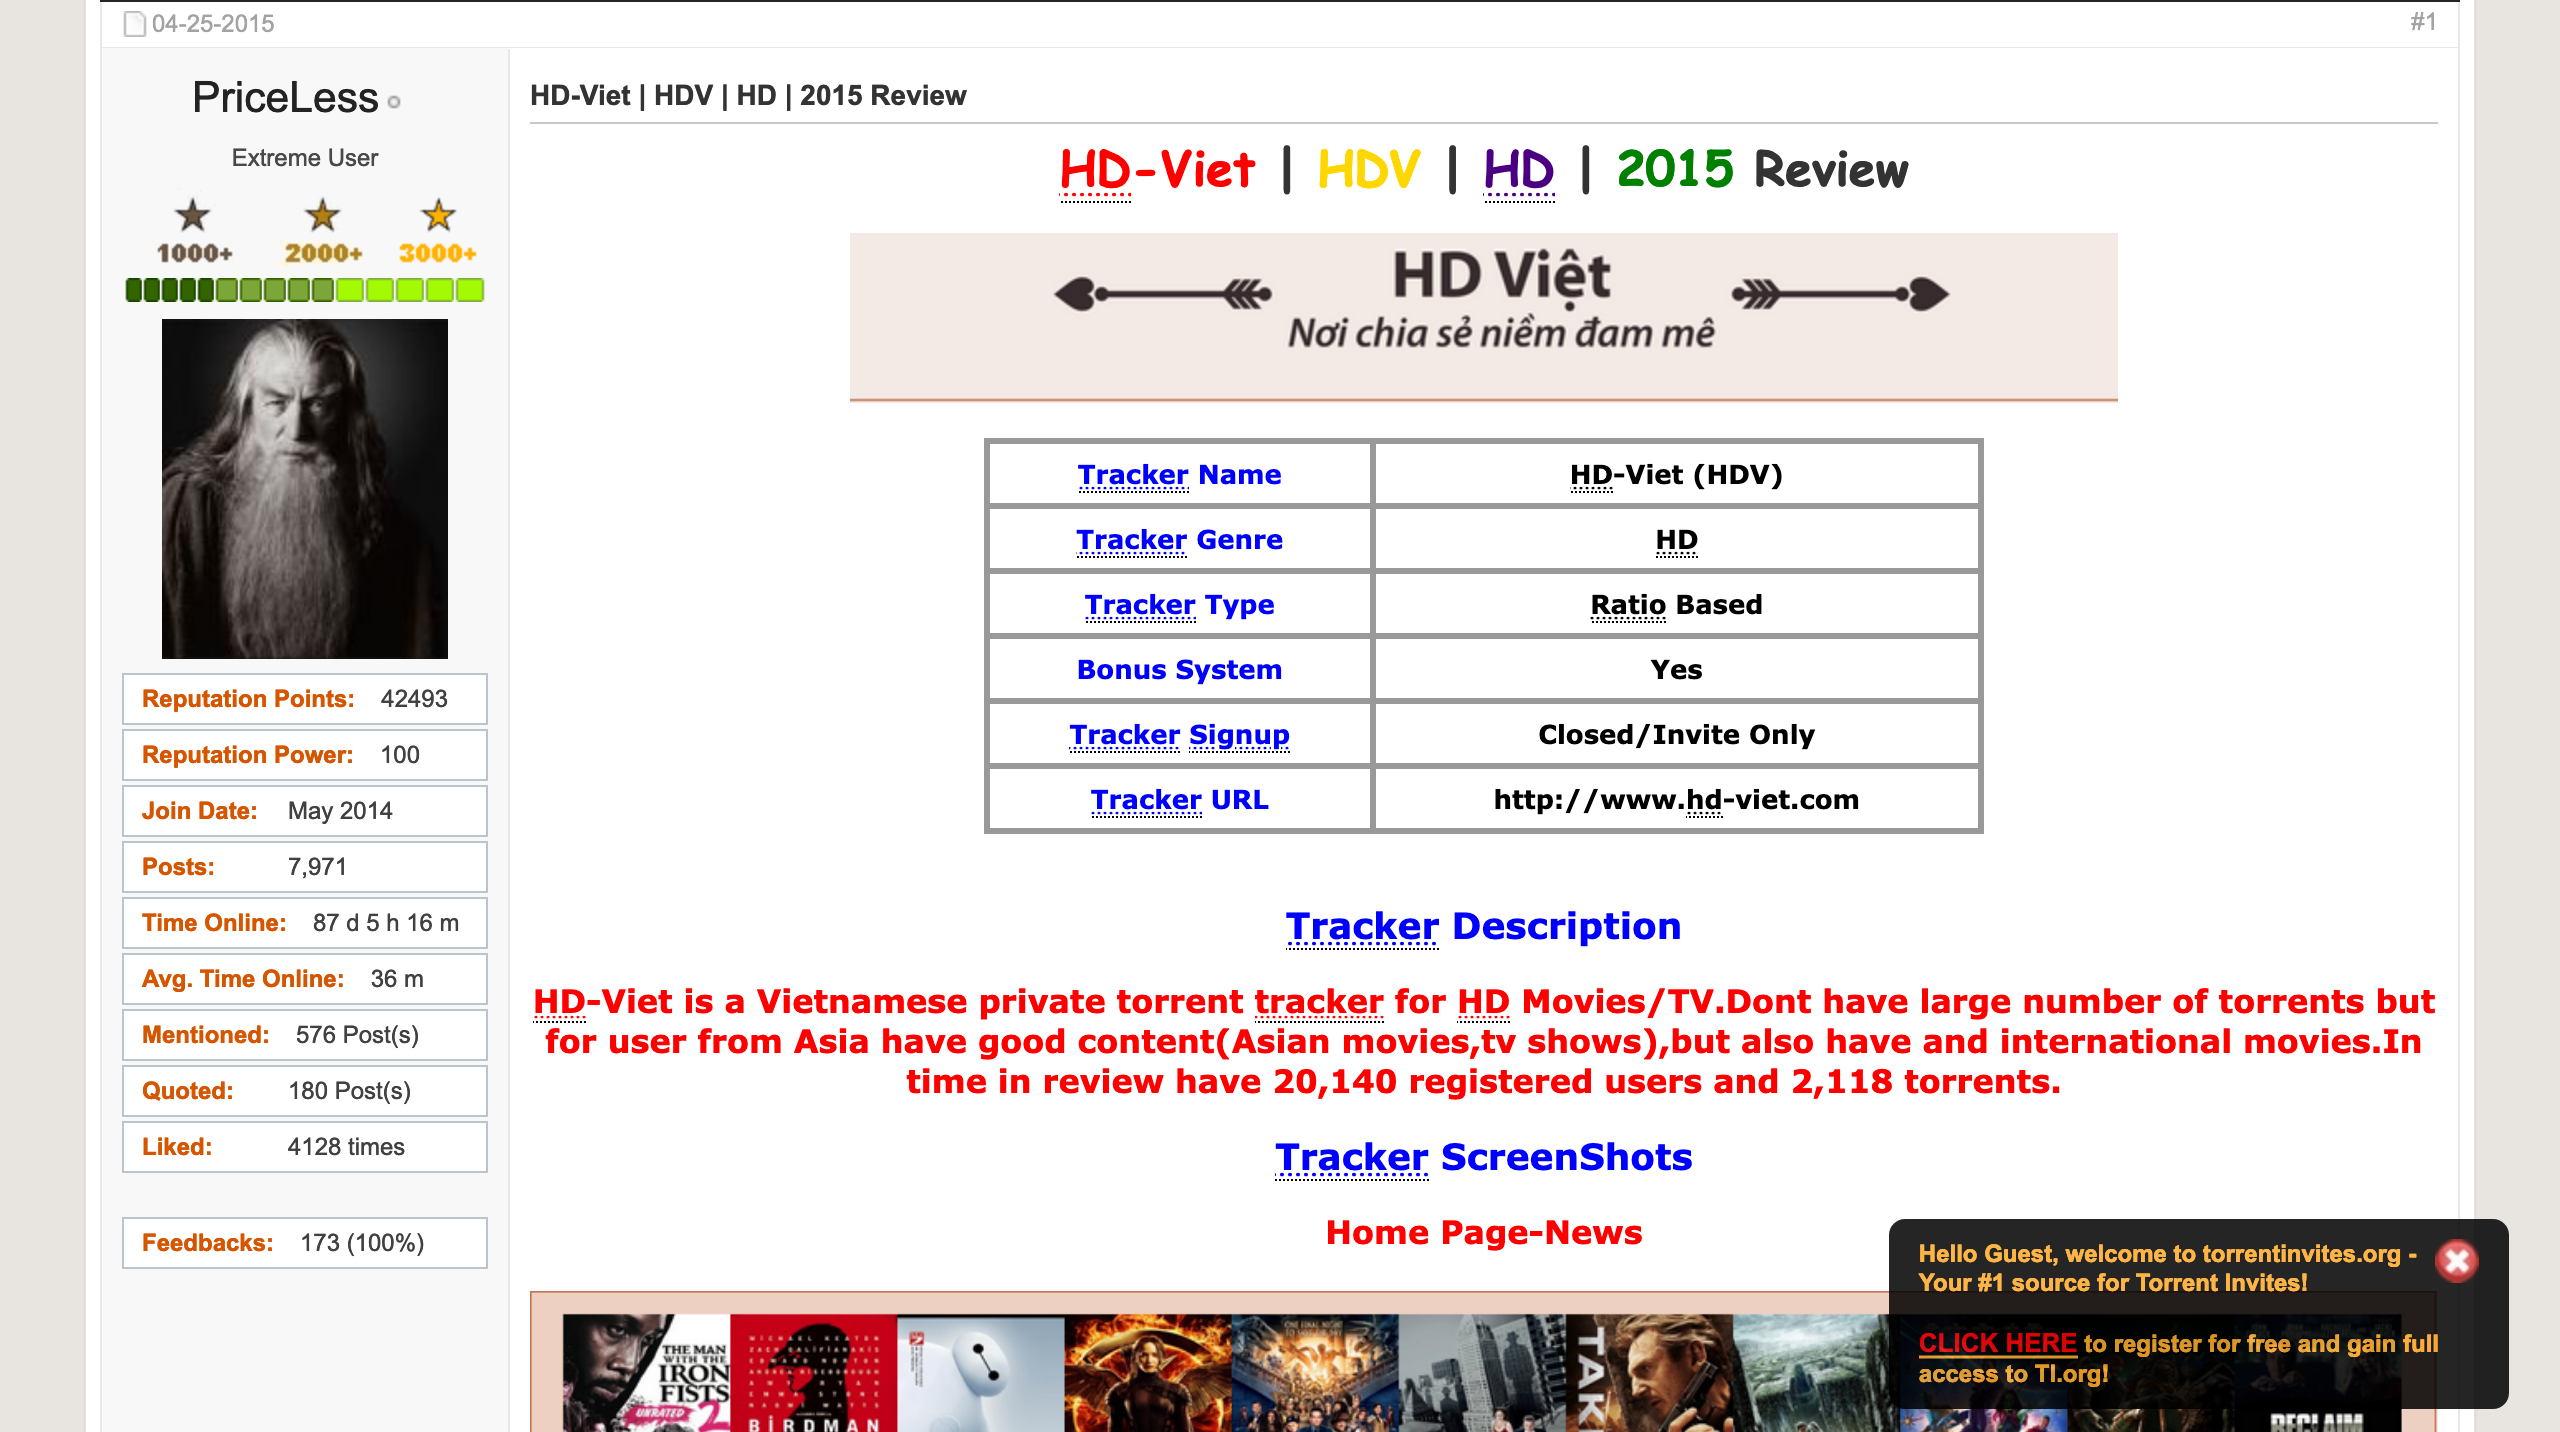 04-25-2015
#1
PriceLess
Extreme User
1000+ 2000+ 3000+
Reputation Points: 42493
Reputation Power: 100
Join Date: May 2014
Posts: 7,971
Time Online: 87 d 5 h 16 m
Avg. Time Online: 36 m
Mentioned: 576 Post(s)
Quoted: 180 Post(s)
Liked: 4128 times
Feedbacks: 173 (100%)
HD-Viet | HDV | HD | 2015 Review
HD-Viet | HDV | HD | 2015 Review
HD Việt
Nơi chia sẻ niềm đam mê
Tracker Name HD-Viet (HDV)
Tracker Genre HD
Tracker Type Ratio Based
Bonus System Yes
Tracker Signup Closed/Invite Only
Tracker URL http://www.hd-viet.com
Tracker Description
HD-Viet is a Vietnamese private torrent tracker for HD Movies/TV.Dont have large number of torrents but
for user from Asia have good content(Asian movies,tv shows),but also have and international movies.In
time in review have 20,140 registered users and 2,118 torrents.
Tracker ScreenShots
Home Page-News
THE MAN
WITH THE
IRON
FISTS
UNRATED 2
MICHAEL KEATON
BIRDMAN
TAK
RECLAIM
Hello Guest, welcome to torrentinvites.org -
Your #1 source for Torrent Invites!
CLICK HERE to register for free and gain full
access to TI.org!